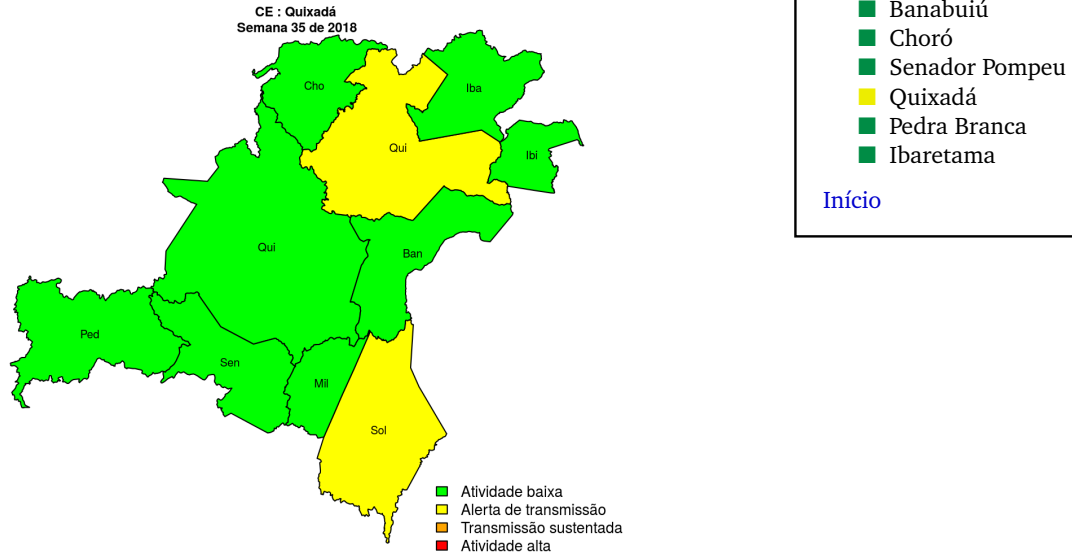 CE : Quixadá
Semana 35 de 2018
Cho
Iba
Qui
Ibi
Qui
Ban
Ped
Sen
Mil
Sol
Atividade baixa
Alerta de transmissão
Transmissão sustentada
Atividade alta
Banabuiú
Choró
Senador Pompeu
Quixadá
Pedra Branca
Ibaretama
Início